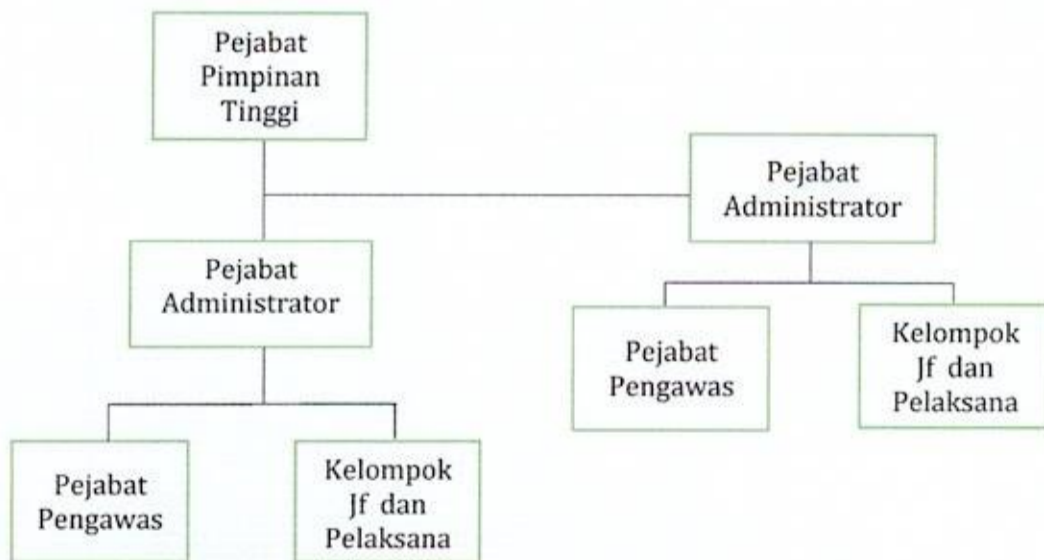 Pejabat
Pimpinan
Tinggi
Pejabat
Administrator
Pejabat
Administrator
Pejabat
Pengawas
Kelompok
Jf dan
Pelaksana
Pejabat
Pengawas
Kelompok
Jf dan
Pelaksana